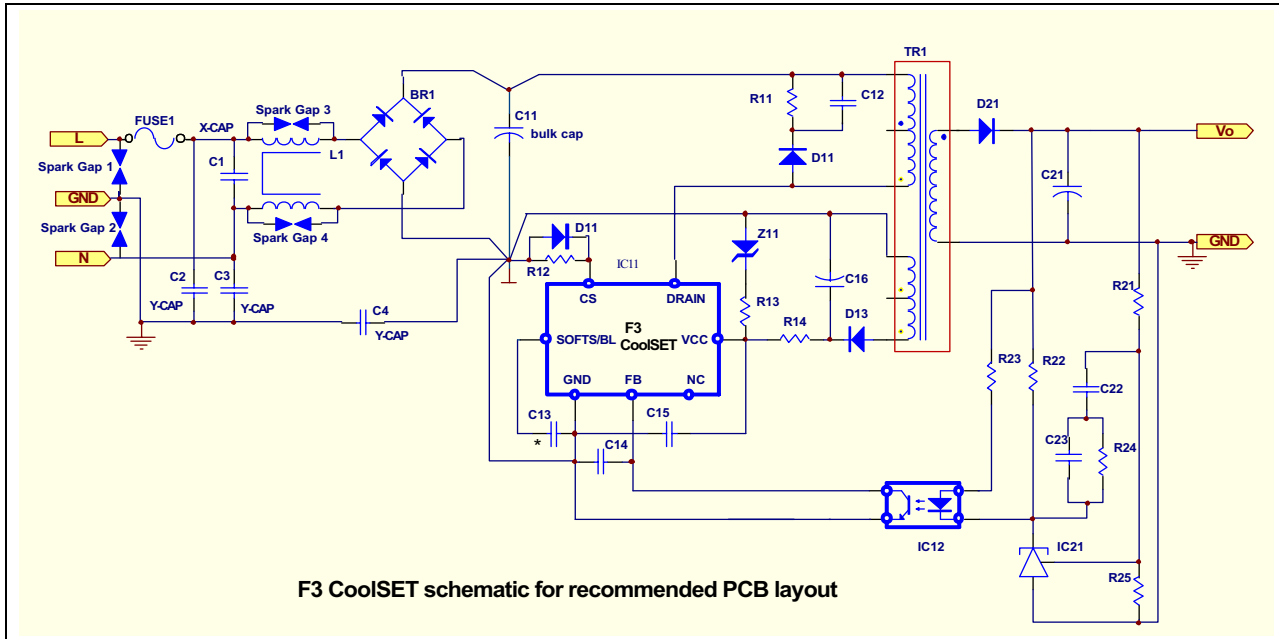 TR1
BR1
Spark Gap 3
FUSE1
X-CAP
C11
bulk cap
R11
C12
D21
L
Vo
Spark Gap 1
C1
L1
D11
C21
GND
Spark Gap 2
Spark Gap 4
N
D11
Z11
GND
R12
IC11
C16
C2
C3
CS
DRAIN
R21
Y-CAP
Y-CAP
C4
Y-CAP
F3
CoolSET
SOFTS/BL
VCC
R13
R14
D13
R23
R22
GND
FB
NC
C22
C13
*
C15
C14
C23
R24
IC12
IC21
R25
F3 CoolSET schematic for recommended PCB layout